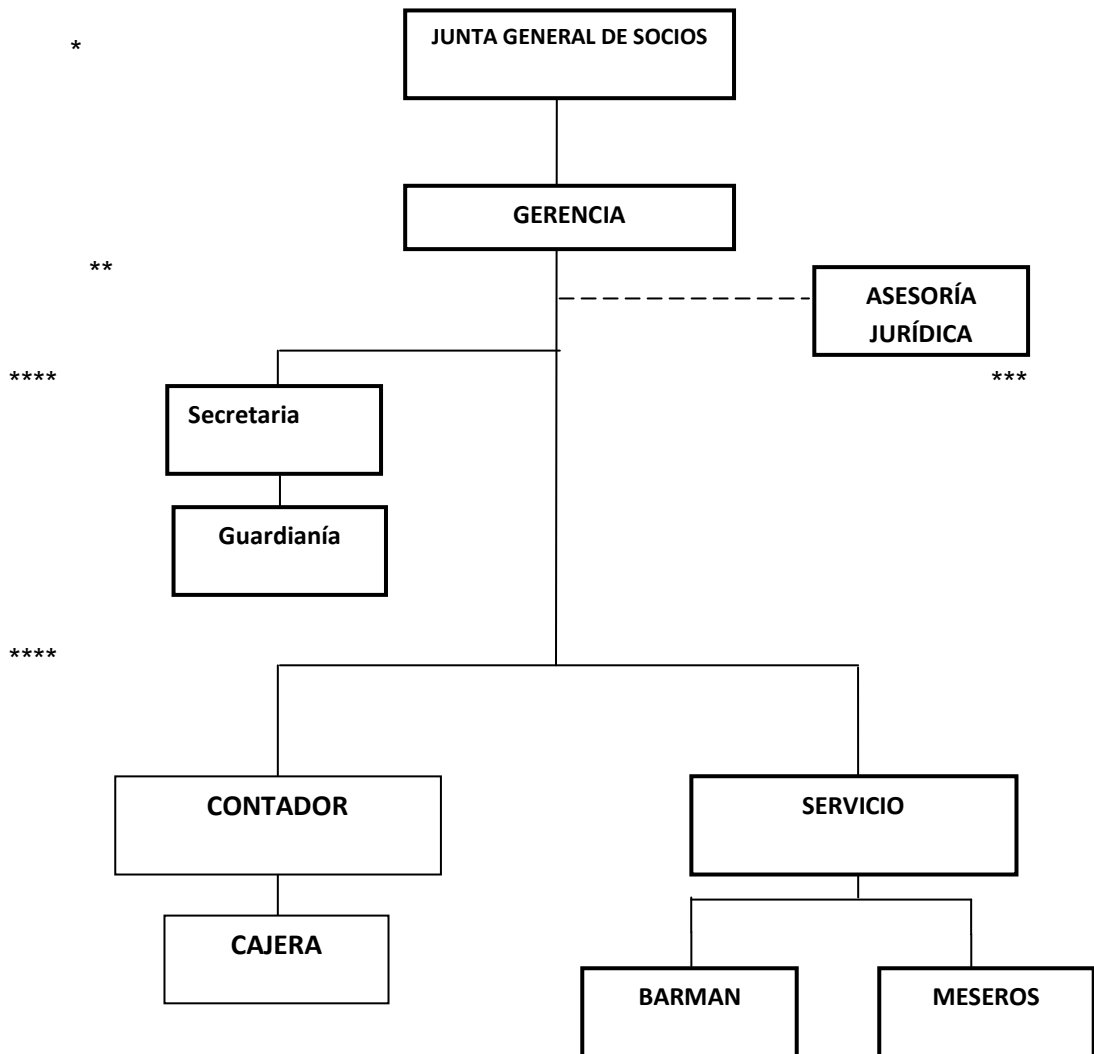 JUNTA GENERAL DE SOCIOS
*
GERENCIA
**
ASESORÍA
JURÍDICA
****
***
Secretaria
Guardianía
****
CONTADOR
SERVICIO
CAJERA
BARMAN
MESEROS